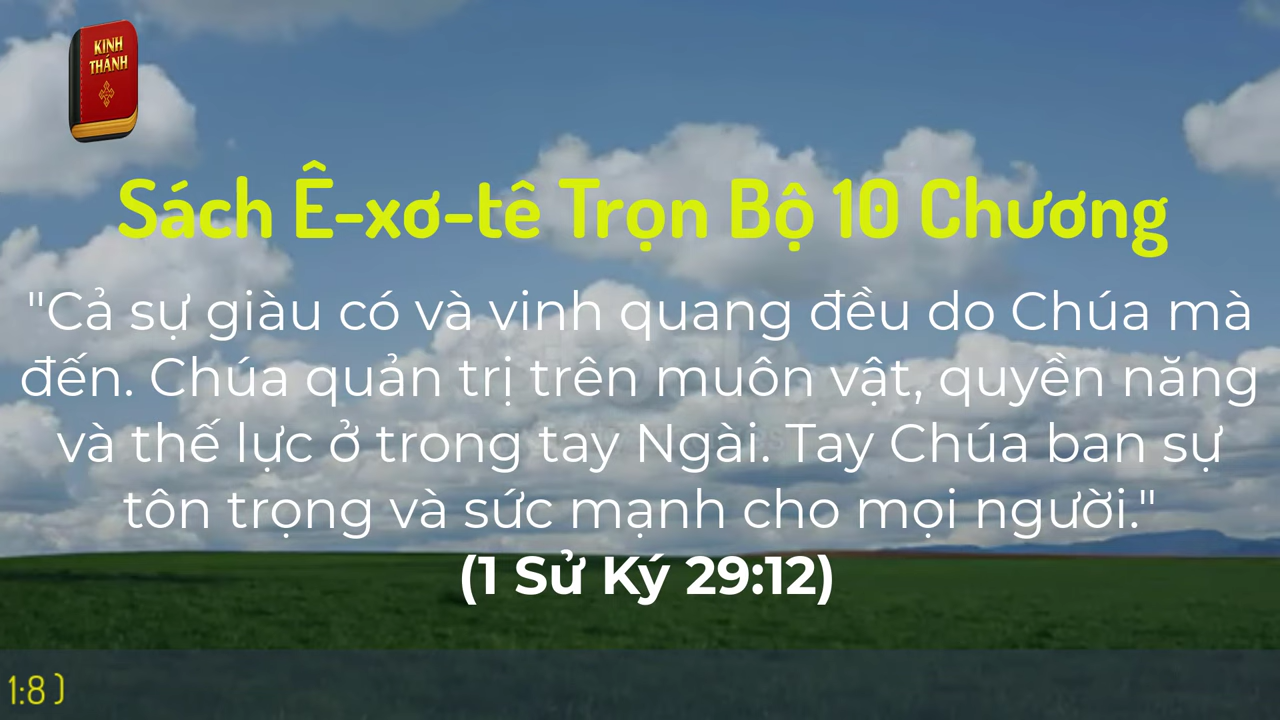 KINH
THÁNH
Sách Ê-xơ-tê Trọn Bộ 10 Chương
"Cả sự giàu có và vinh quang đều do Chúa mà
đến. Chúa quản trị trên muôn vật, quyền năng
và thế lực ở trong tay Ngài. Tay Chúa ban sự
tôn trọng và sức mạnh cho mọi người."
(1 Sử Ký 29:12)
1:8 )